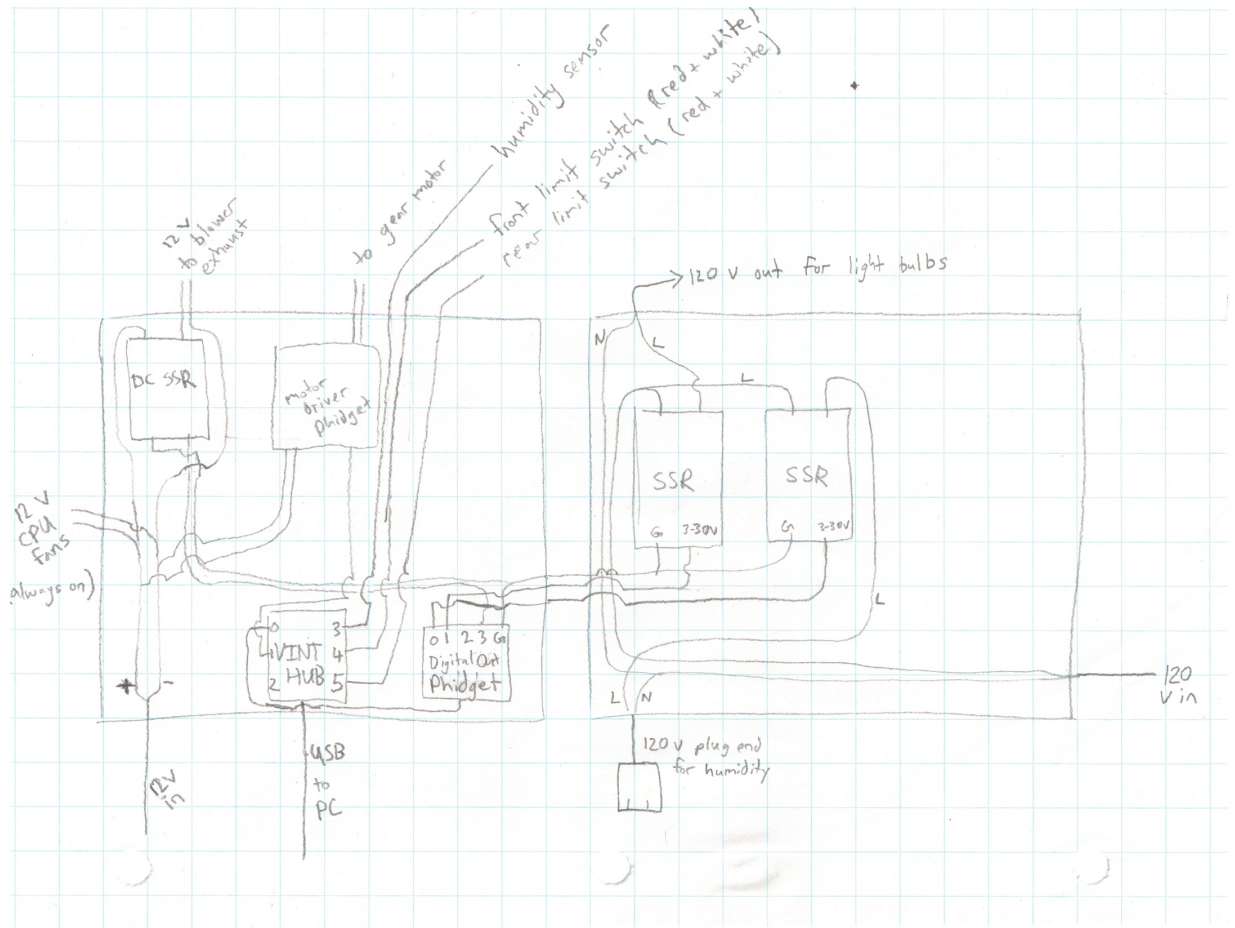 humidity sensor
front limit switch (red + white)
rear limit switch (red + white)
to gear motor
12 V
to blower
exhaust
→ 120 V out for light bulbs
N
L
L
DC SSR
motor
driver
phidget
SSR
G 3-30V
SSR
G 3-30V
12 V
CPU
fans
(always on)
L
0 3
1 VINT 4
2 HUB 5
0 1 2 3 G
Digital Out
Phidget
+ -
L N
120
V in
120 V plug end
for humidity
12V
in
USB
to
PC